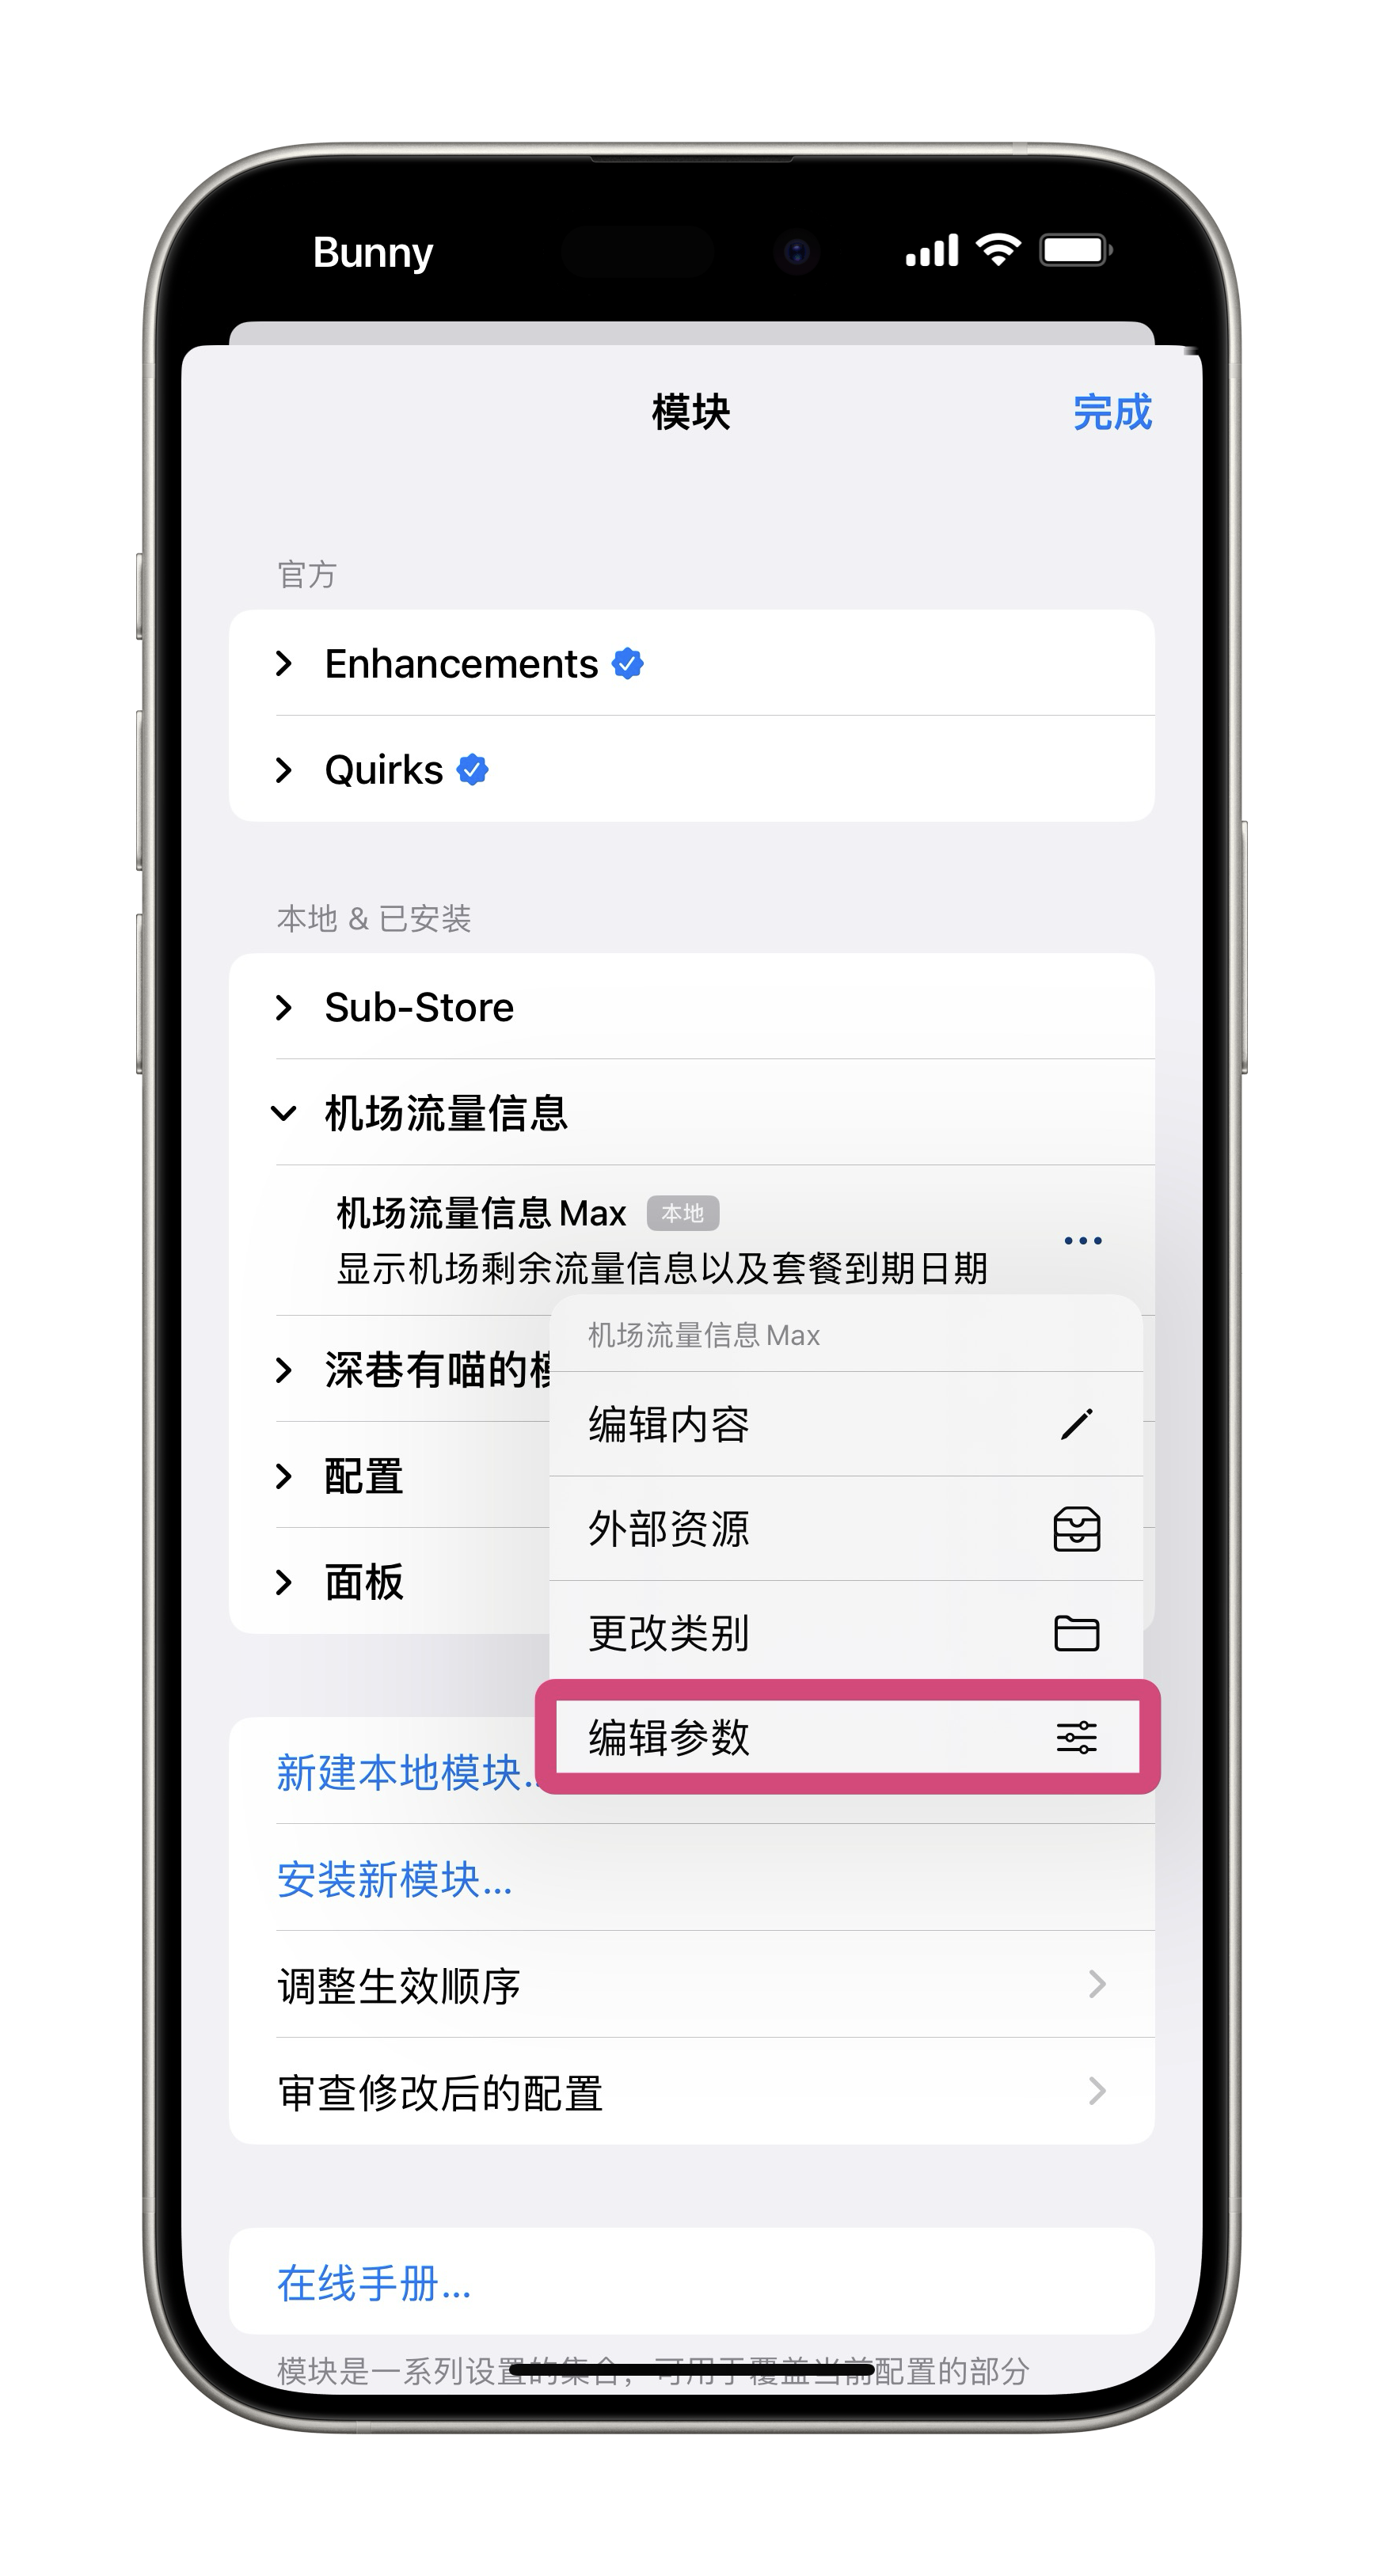 Bunny
模块
完成
官方
Enhancements
Quirks
本地 & 已安装
Sub-Store
机场流量信息
机场流量信息 Max 本地
显示机场剩余流量信息以及套餐到期日期
机场流量信息 Max
深巷有喵的
编辑内容
配置
外部资源
面板
更改类别
编辑参数
新建本地模块...
安装新模块...
调整生效顺序
审查修改后的配置
在线手册...
模块是一系列设置的集合，可用于覆盖当前配置的部分